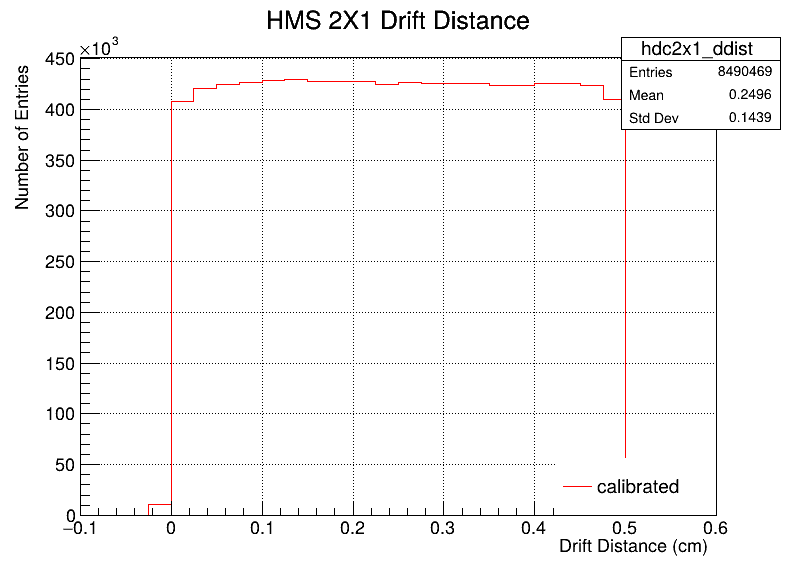 HMS 2X1 Drift Distance
×10³
hdc2x1_ddist
Entries 8490469
Mean 0.2496
Std Dev 0.1439
Number of Entries
450
400
350
300
250
200
150
100
50
0
−0.1 0 0.1 0.2 0.3 0.4 0.5 0.6
calibrated
Drift Distance (cm)